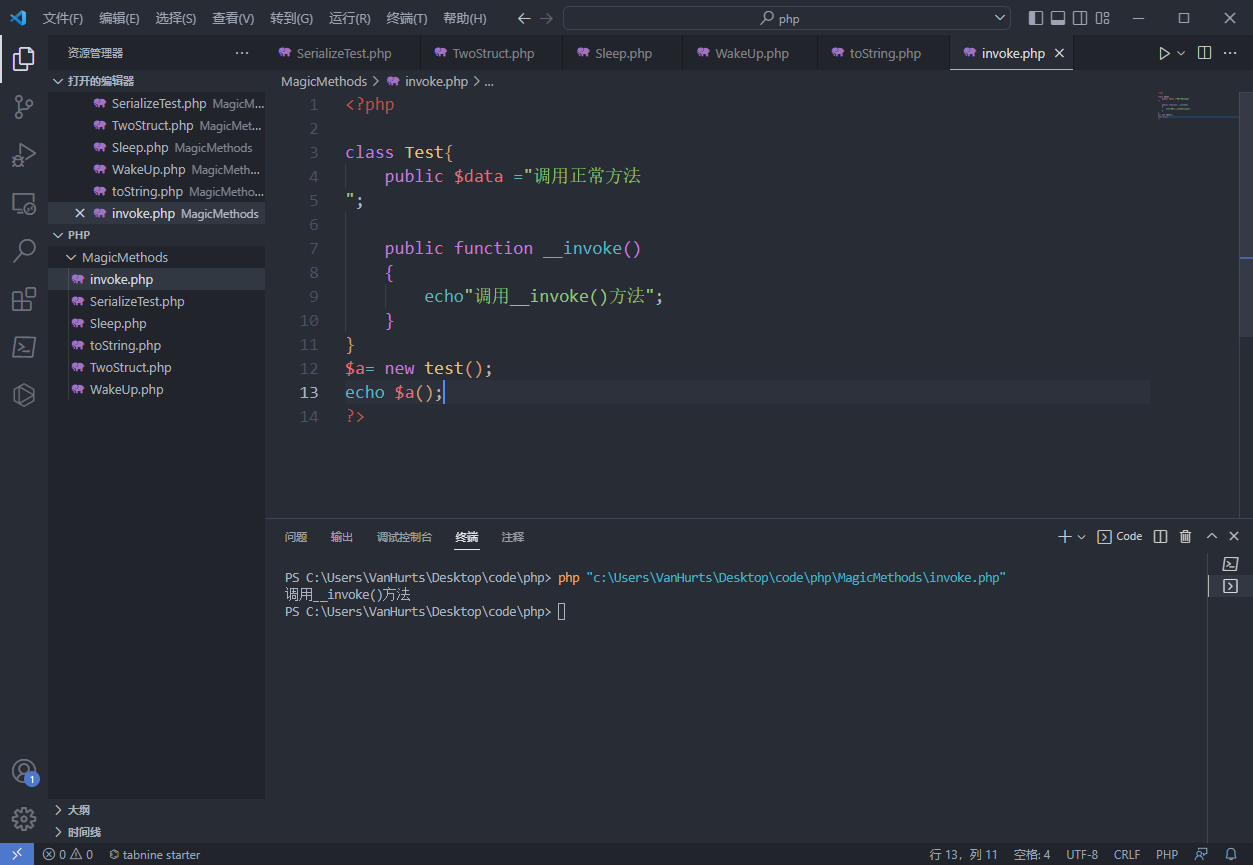 文件(F) 编辑(E) 选择(S) 查看(V) 转到(G) 运行(R) 终端(T) 帮助(H) php
资源管理器
SerializeTest.php TwoStruct.php Sleep.php WakeUp.php toString.php invoke.php
打开的编辑器
SerializeTest.php MagicM...
TwoStruct.php MagicMet...
Sleep.php MagicMethods
WakeUp.php MagicMeth...
toString.php MagicMetho...
invoke.php MagicMethods
PHP
MagicMethods
invoke.php
SerializeTest.php
Sleep.php
toString.php
TwoStruct.php
WakeUp.php
大纲
时间线
MagicMethods > invoke.php > ...
1 <?php
2
3 class Test{
4 public $data ="调用正常方法
5 ";
6
7 public function __invoke()
8 {
9 echo"调用__invoke()方法";
10 }
11 }
12 $a= new test();
13 echo $a();
14 ?>
问题 输出 调试控制台 终端 注释 Code
PS C:\Users\VanHurts\Desktop\code\php> php "c:\Users\VanHurts\Desktop\code\php\MagicMethods\invoke.php"
调用__invoke()方法
PS C:\Users\VanHurts\Desktop\code\php>
1
0 0 tabnine starter 行 13，列 11 空格: 4 UTF-8 CRLF PHP